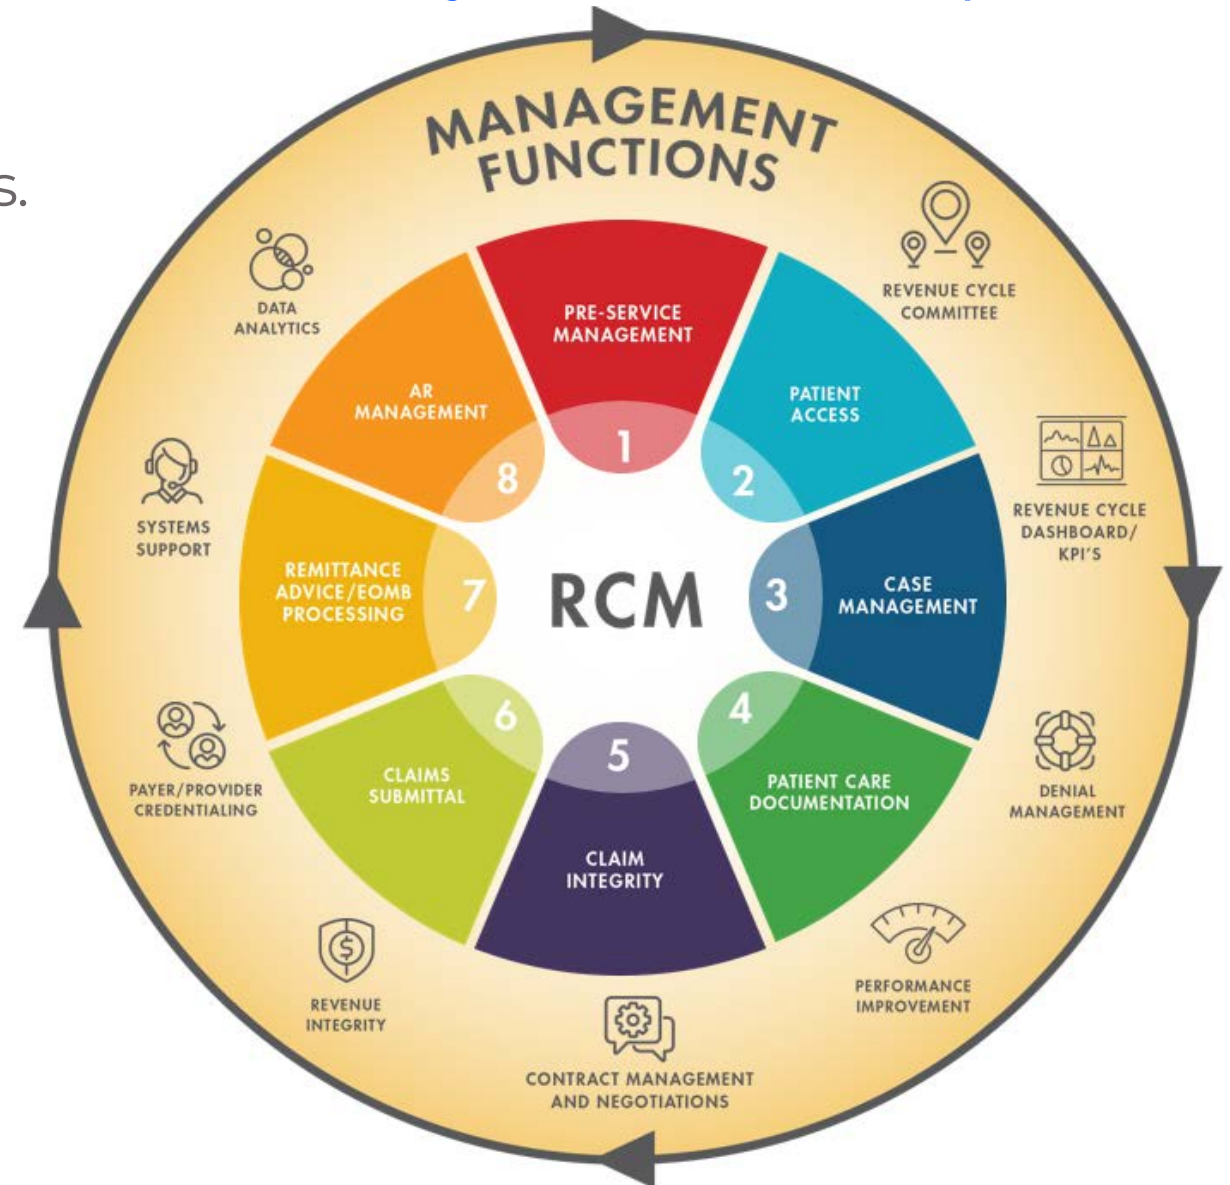 s.
MANAGEMENT
FUNCTIONS
REVENUE CYCLE
COMMITTEE
REVENUE CYCLE
DASHBOARD/
KPI'S
DENIAL
MANAGEMENT
PERFORMANCE
IMPROVEMENT
CONTRACT MANAGEMENT
AND NEGOTIATIONS
REVENUE
INTEGRITY
PAYER/PROVIDER
CREDENTIALING
SYSTEMS
SUPPORT
DATA
ANALYTICS
PRE-SERVICE
MANAGEMENT
1
PATIENT
ACCESS
2
CASE
MANAGEMENT
3
PATIENT CARE
DOCUMENTATION
4
CLAIM
INTEGRITY
5
CLAIMS
SUBMITTAL
6
REMITTANCE
ADVICE/EOMB
PROCESSING
7
AR
MANAGEMENT
8
RCM